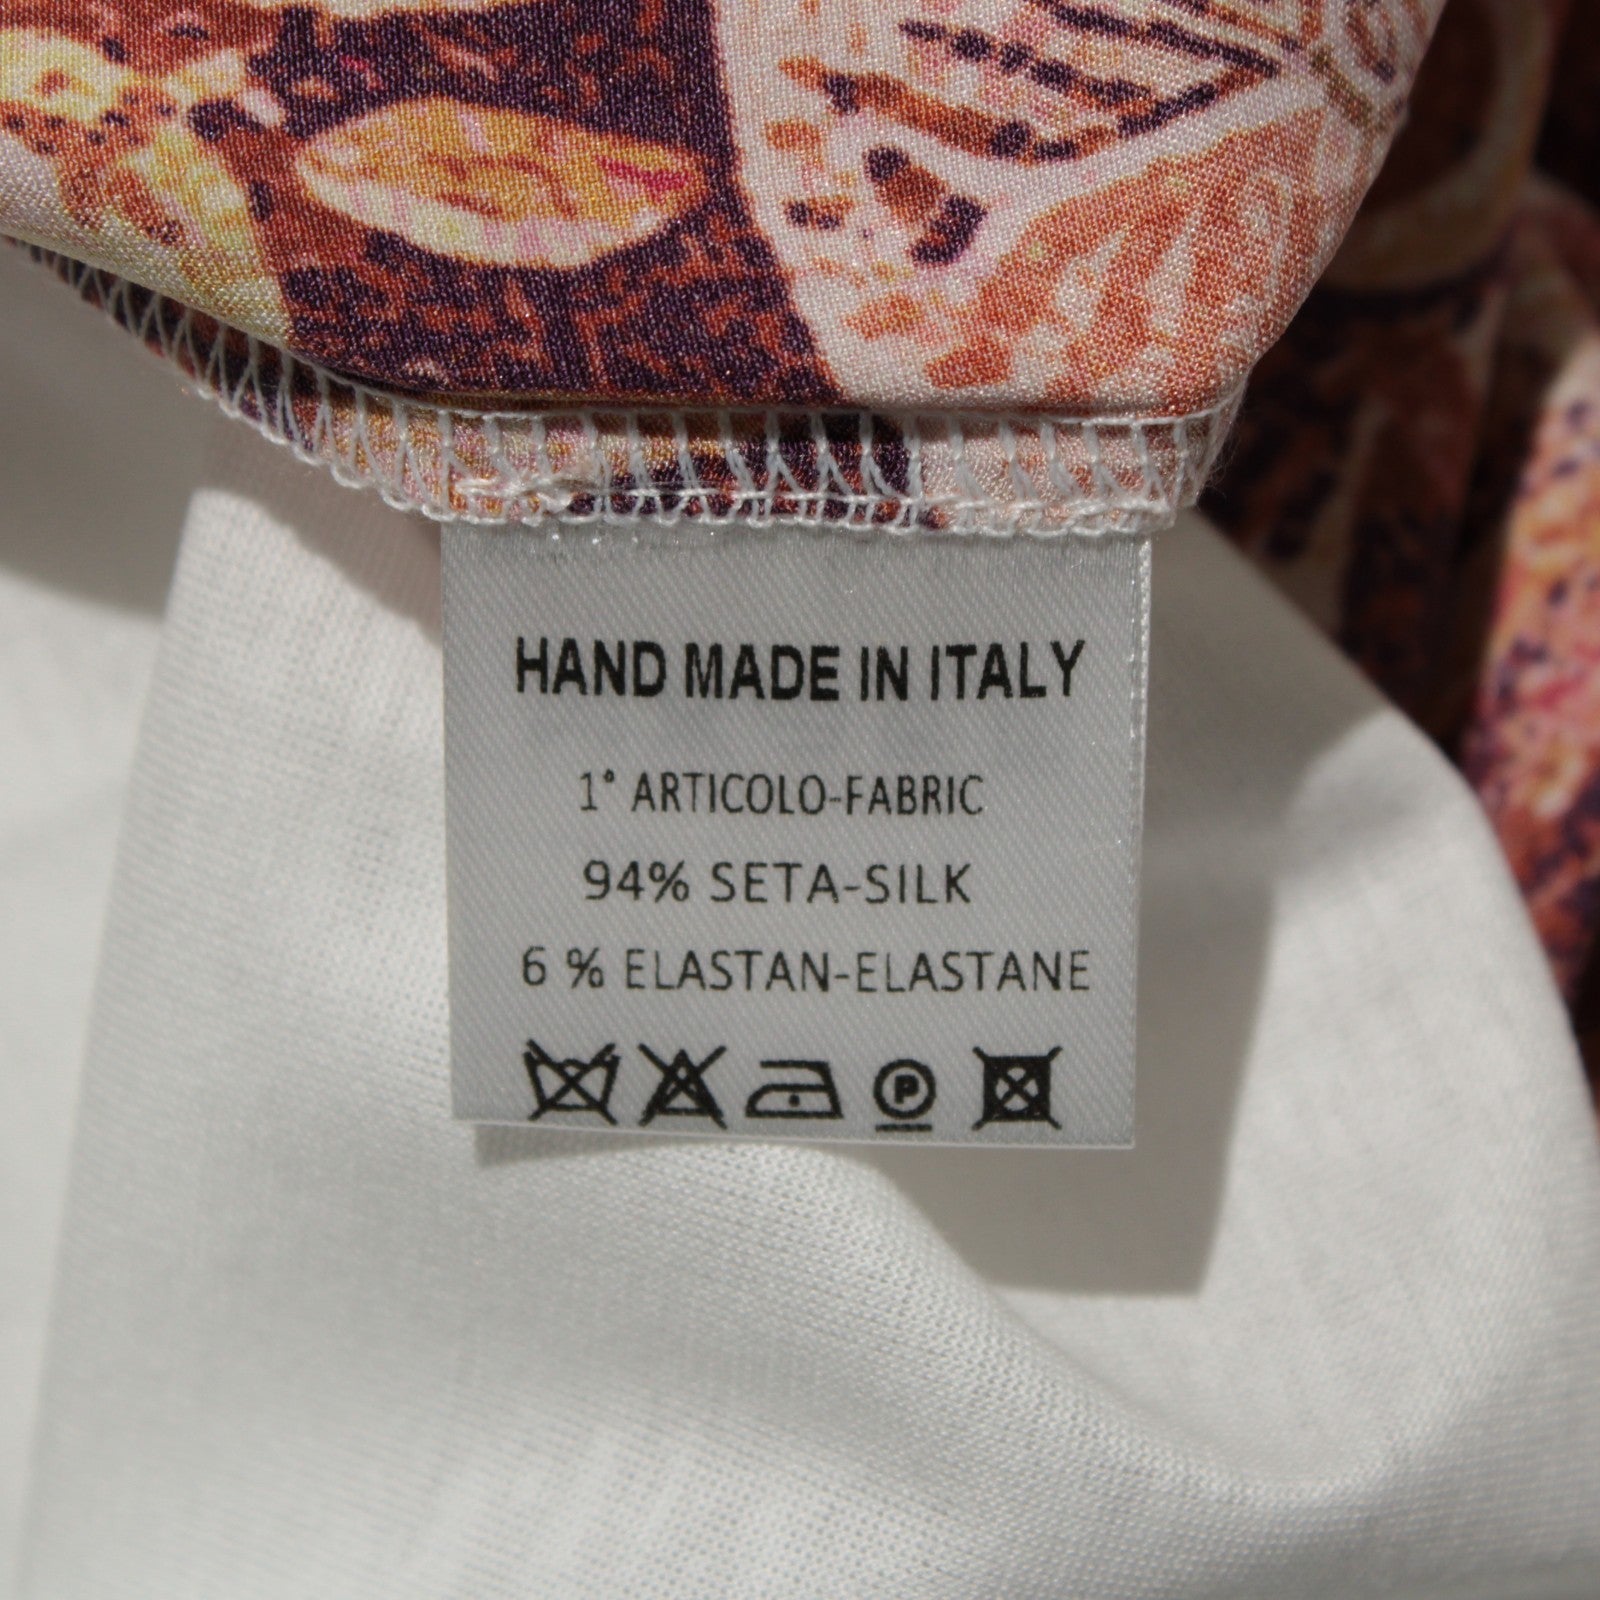 HAND MADE IN ITALY
1° ARTICOLO-FABRIC
94% SETA-SILK
6 % ELASTAN-ELASTANE
P